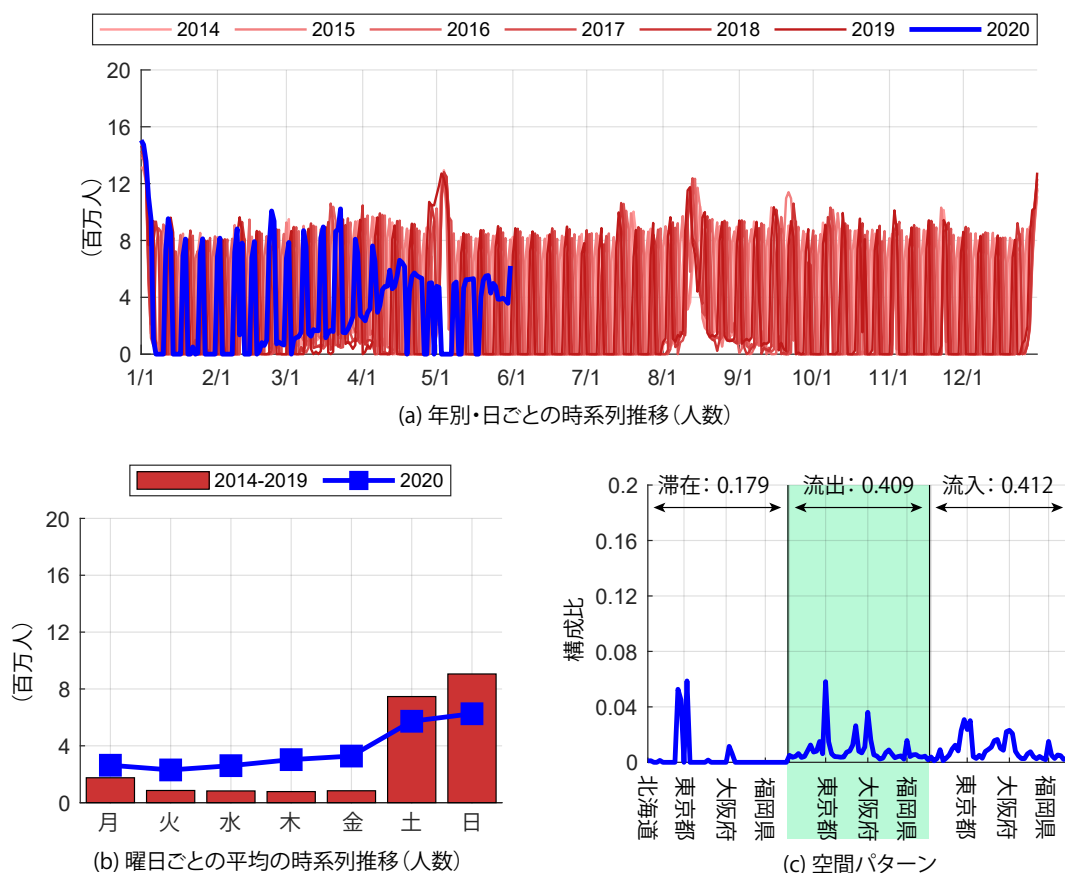 2014 2015 2016 2017 2018 2019 2020
20
16
12
8
4
0
(百万人)
1/1 2/1 3/1 4/1 5/1 6/1 7/1 8/1 9/1 10/1 11/1 12/1
(a) 年別・日ごとの時系列推移(人数)
2014-2019 2020
20
16
12
8
4
0
(百万人)
月 火 水 木 金 土 日
(b) 曜日ごとの平均の時系列推移(人数)
滞在:0.179 流出:0.409 流入:0.412
0.2
0.16
0.12
0.08
0.04
0
構成比
北海道 東京都 大阪府 福岡県 東京都 大阪府 福岡県 東京都 大阪府 福岡県
(c) 空間パターン